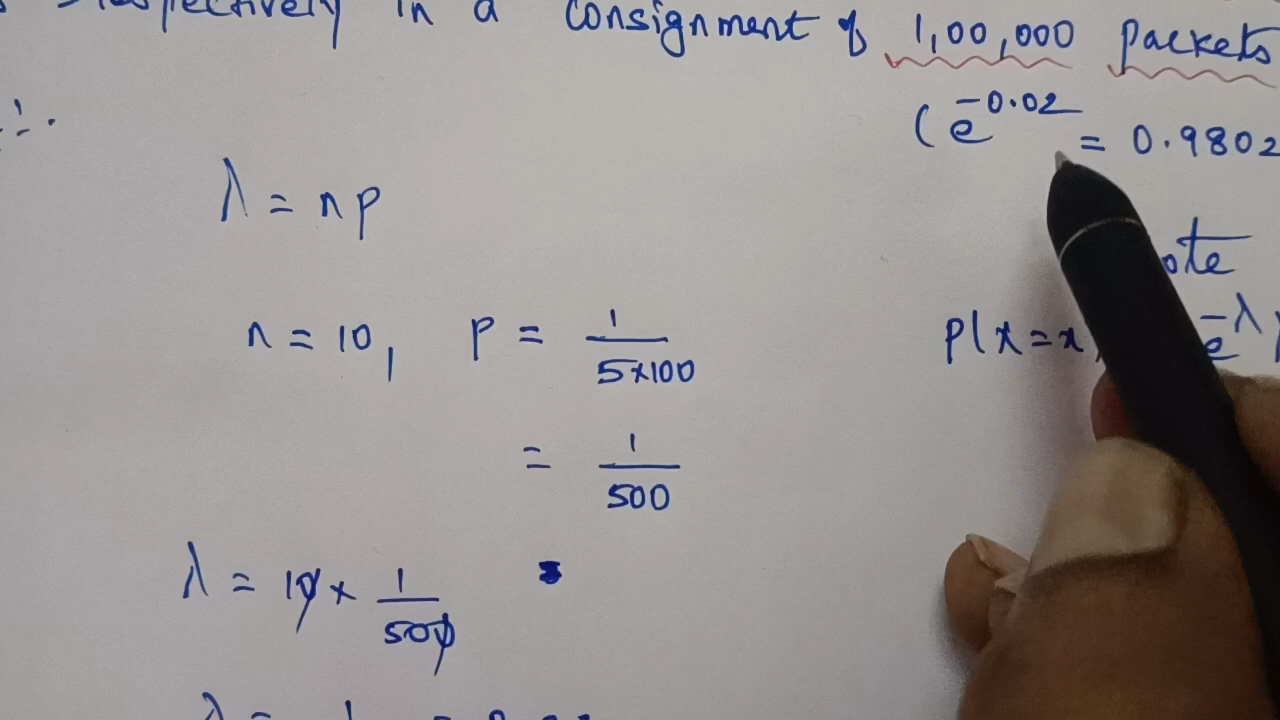 respectively in a consignment of 1,00,000 packets
(e^-0.02 = 0.9802
λ = np
n = 10, p = 1/5×100
P(x=x) e^-λ
= 1/500
λ = 10 × 1/500
λ = 1